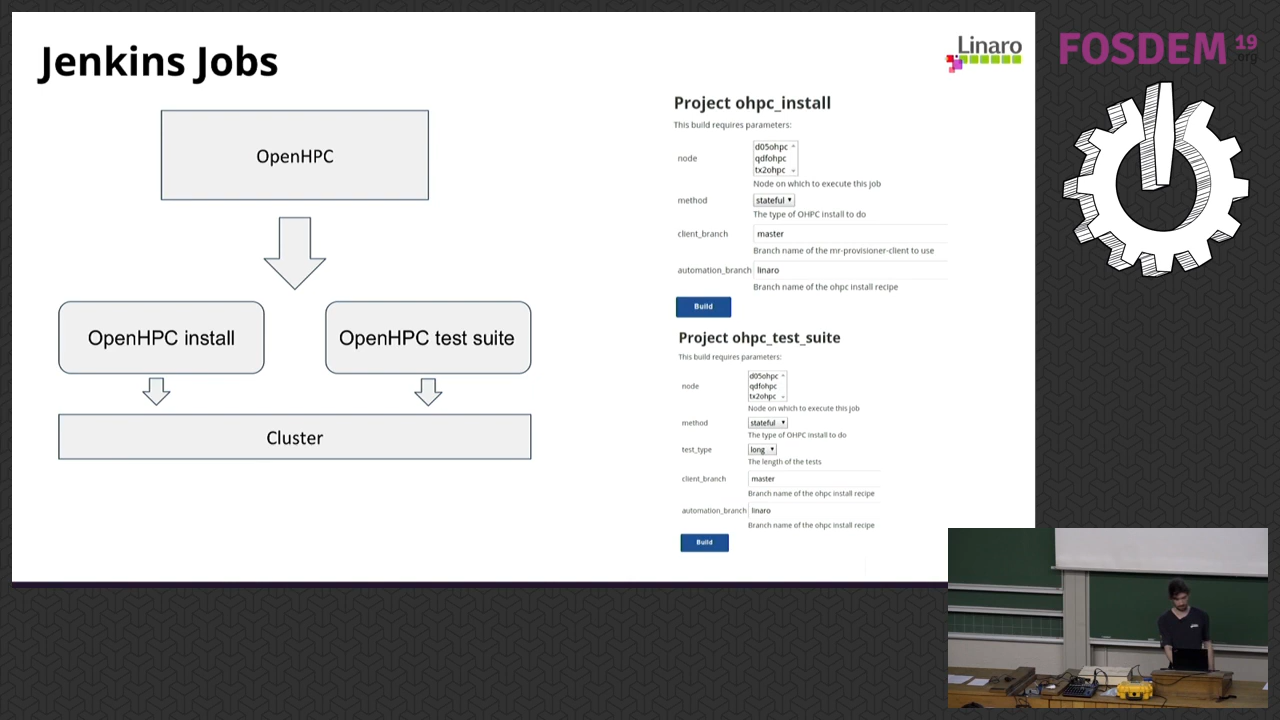 Jenkins Jobs
Linaro
FOSDEM 19
.org
OpenHPC
OpenHPC install
OpenHPC test suite
Cluster
Project ohpc_install
This build requires parameters:
node
d05ohpc
qdfohpc
tx2ohpc
Node on which to execute this job
method
stateful
The type of OHPC install to do
client_branch
master
Branch name of the mr-provisioner-client to use
automation_branch
linaro
Branch name of the ohpc install recipe
Build
Project ohpc_test_suite
This build requires parameters:
node
d05ohpc
qdfohpc
tx2ohpc
Node on which to execute this job
method
stateful
The type of OHPC install to do
test_type
long
The length of the tests
client_branch
master
Branch name of the ohpc install recipe
automation_branch
linaro
Branch name of the ohpc install recipe
Build